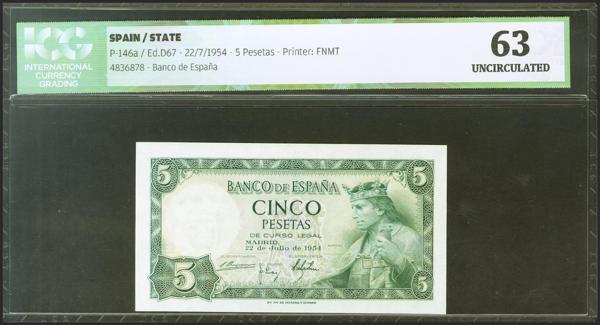 ICG
INTERNATIONAL
CURRENCY
GRADING
SPAIN / STATE
P-146a / Ed.D67 - 22/7/1954 - 5 Pesetas - Printer: FNMT
4836878 - Banco de España
63
UNCIRCULATED
5
5
BANCO DE ESPAÑA
CINCO
PESETAS
DE CURSO LEGAL
MADRID,
22 de Julio de 1954
5
5